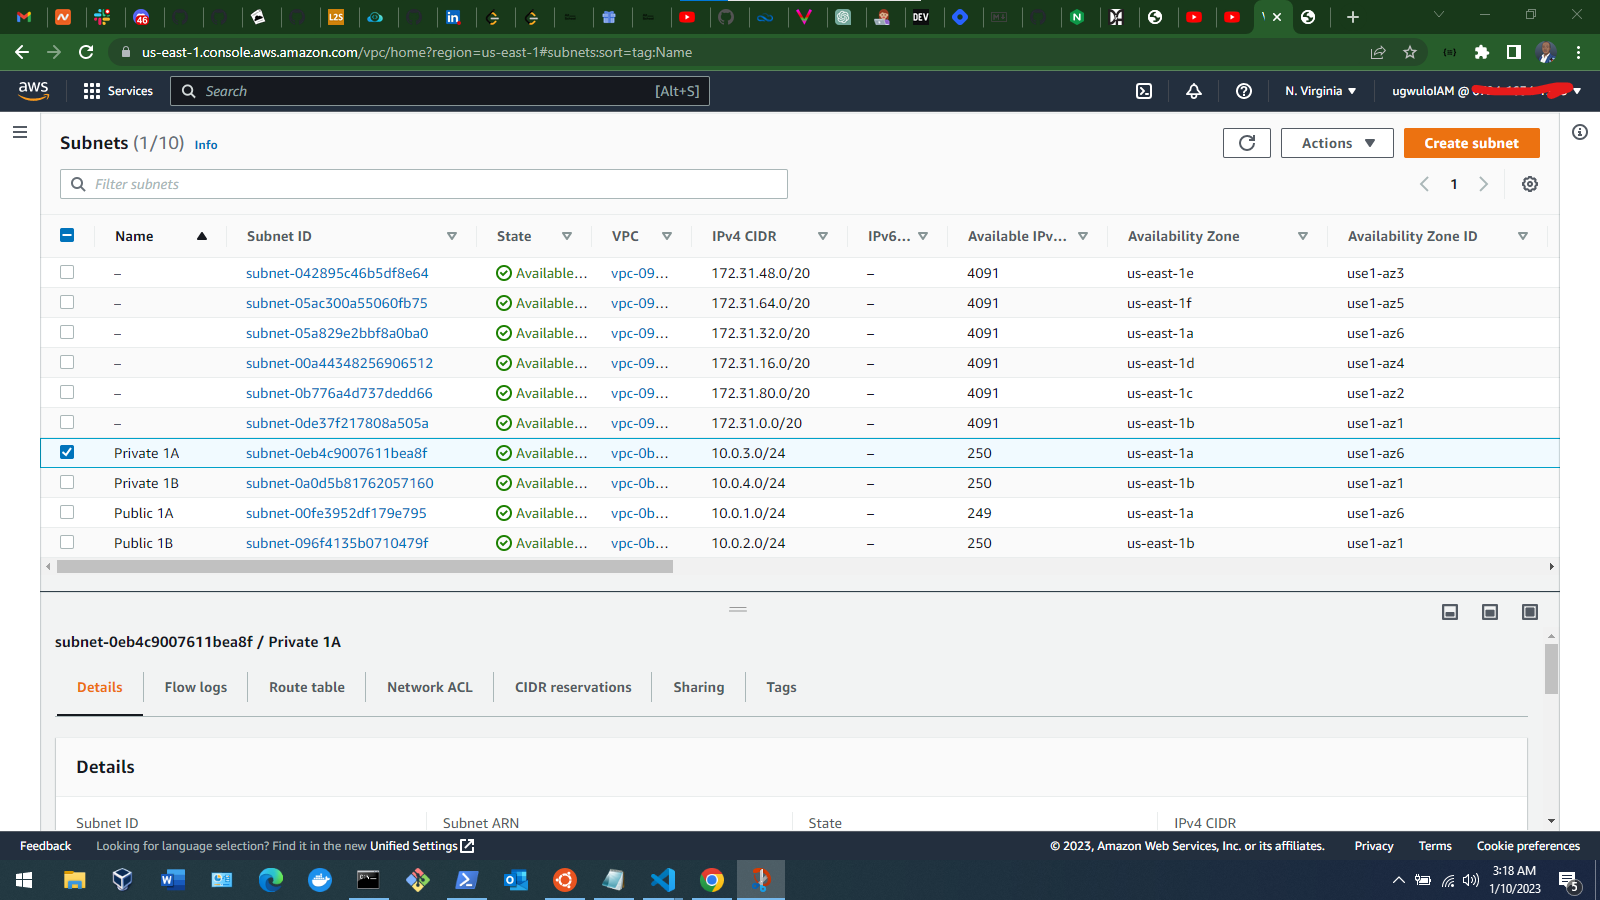 46
L2S
DEV
us-east-1.console.aws.amazon.com/vpc/home?region=us-east-1#subnets:sort=tag:Name
aws Services Search [Alt+S] N. Virginia ugwuloIAM @
Subnets (1/10) Info Actions Create subnet
Filter subnets 1
Name Subnet ID State VPC IPv4 CIDR IPv6... Available IPv... Availability Zone Availability Zone ID
– subnet-042895c46b5df8e64 Available... vpc-09... 172.31.48.0/20 – 4091 us-east-1e use1-az3
– subnet-05ac300a55060fb75 Available... vpc-09... 172.31.64.0/20 – 4091 us-east-1f use1-az5
– subnet-05a829e2bbf8a0ba0 Available... vpc-09... 172.31.32.0/20 – 4091 us-east-1a use1-az6
– subnet-00a44348256906512 Available... vpc-09... 172.31.16.0/20 – 4091 us-east-1d use1-az4
– subnet-0b776a4d737dedd66 Available... vpc-09... 172.31.80.0/20 – 4091 us-east-1c use1-az2
– subnet-0de37f217808a505a Available... vpc-09... 172.31.0.0/20 – 4091 us-east-1b use1-az1
Private 1A subnet-0eb4c9007611bea8f Available... vpc-0b... 10.0.3.0/24 – 250 us-east-1a use1-az6
Private 1B subnet-0a0d5b81762057160 Available... vpc-0b... 10.0.4.0/24 – 250 us-east-1b use1-az1
Public 1A subnet-00fe3952df179e795 Available... vpc-0b... 10.0.1.0/24 – 249 us-east-1a use1-az6
Public 1B subnet-096f4135b0710479f Available... vpc-0b... 10.0.2.0/24 – 250 us-east-1b use1-az1
subnet-0eb4c9007611bea8f / Private 1A
Details Flow logs Route table Network ACL CIDR reservations Sharing Tags
Details
Subnet ID Subnet ARN State IPv4 CIDR
Feedback Looking for language selection? Find it in the new Unified Settings © 2023, Amazon Web Services, Inc. or its affiliates. Privacy Terms Cookie preferences
3:18 AM
1/10/2023
5